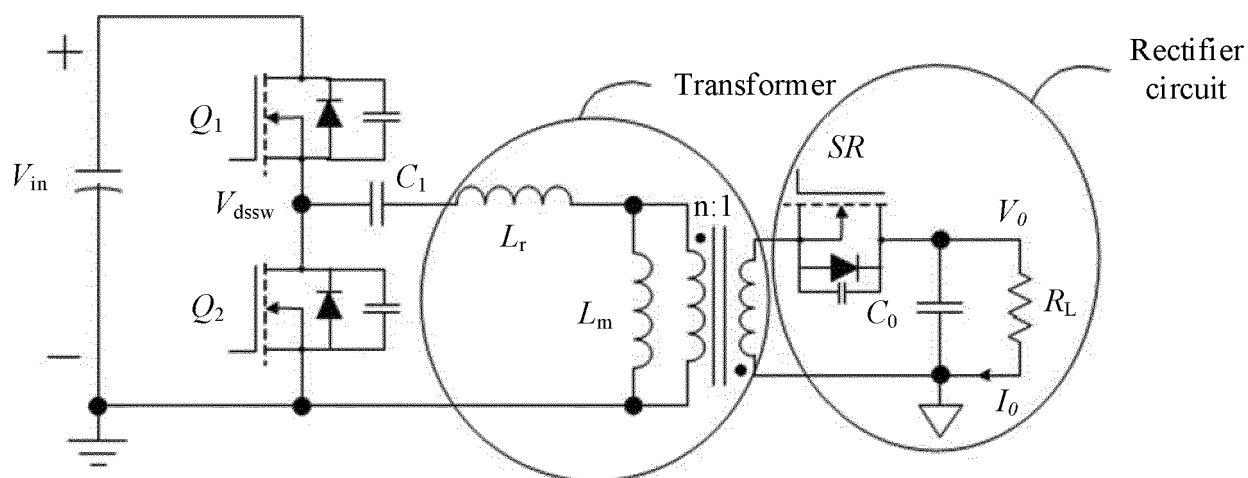 Rectifier
circuit
Transformer
+
Q1
SR
Vin
C1
n:1
V0
Vdssw
Lr
Q2
Lm
C0
RL
−
I0